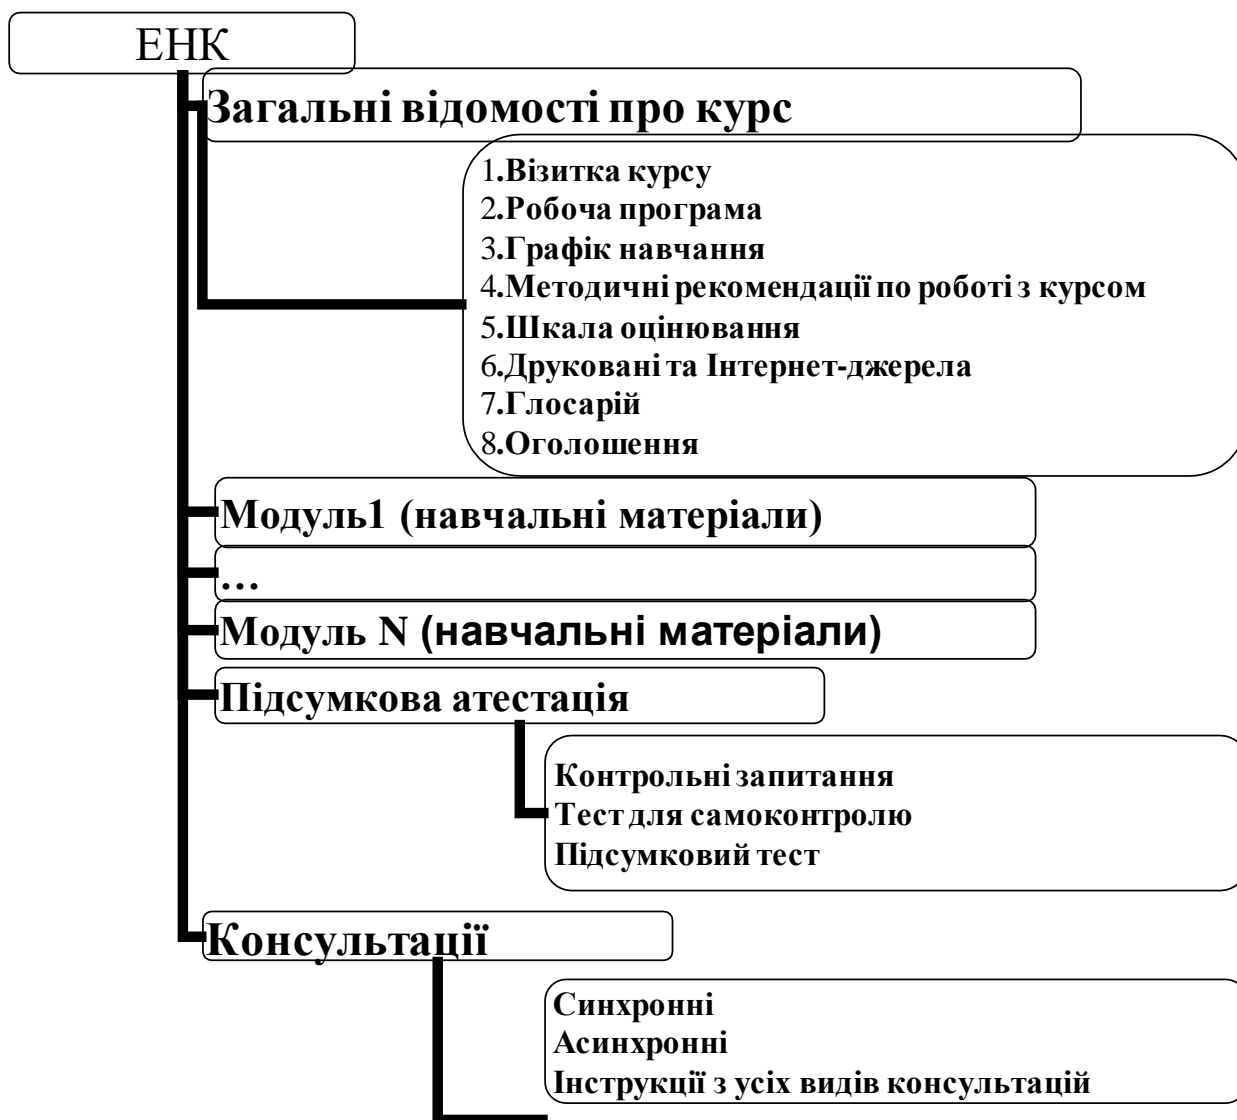 ЕНК
Загальні відомості про курс
1.Візитка курсу
2.Робоча програма
3.Графік навчання
4.Методичні рекомендації по роботі з курсом
5.Шкала оцінювання
6.Друковані та Інтернет-джерела
7.Глосарій
8.Оголошення
Модуль1 (навчальні матеріали)
…
Модуль N (навчальні матеріали)
Підсумкова атестація
Контрольні запитання
Тест для самоконтролю
Підсумковий тест
Консультації
Синхронні
Асинхронні
Інструкції з усіх видів консультацій